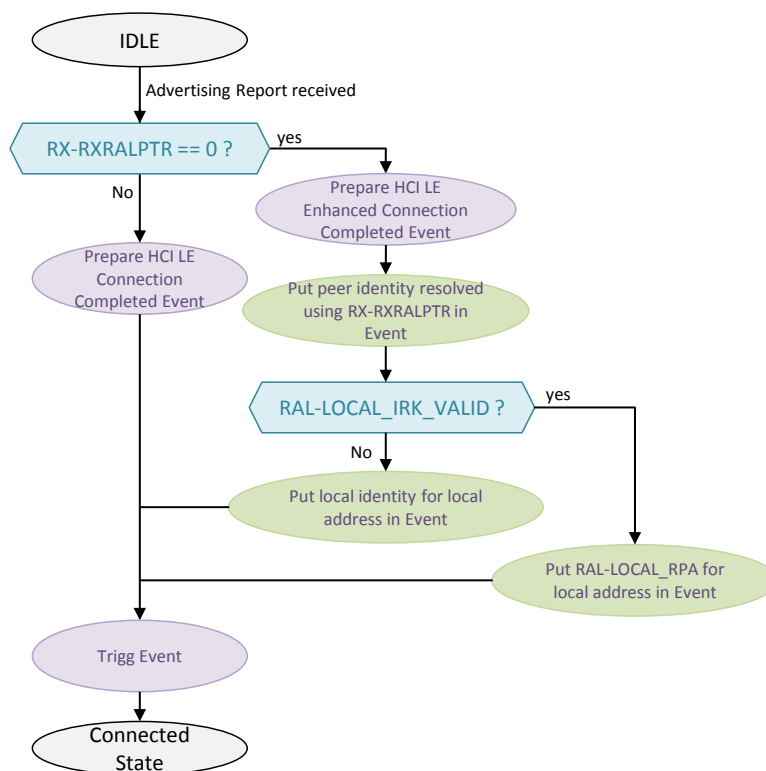 IDLE
Advertising Report received
RX-RXRALPTR == 0 ?
yes
No
Prepare HCI LE
Enhanced Connection
Completed Event
Prepare HCI LE
Connection
Completed Event
Put peer identity resolved
using RX-RXRALPTR in
Event
RAL-LOCAL_IRK_VALID ?
yes
No
Put local identity for local
address in Event
Put RAL-LOCAL_RPA for
local address in Event
Trigg Event
Connected
State